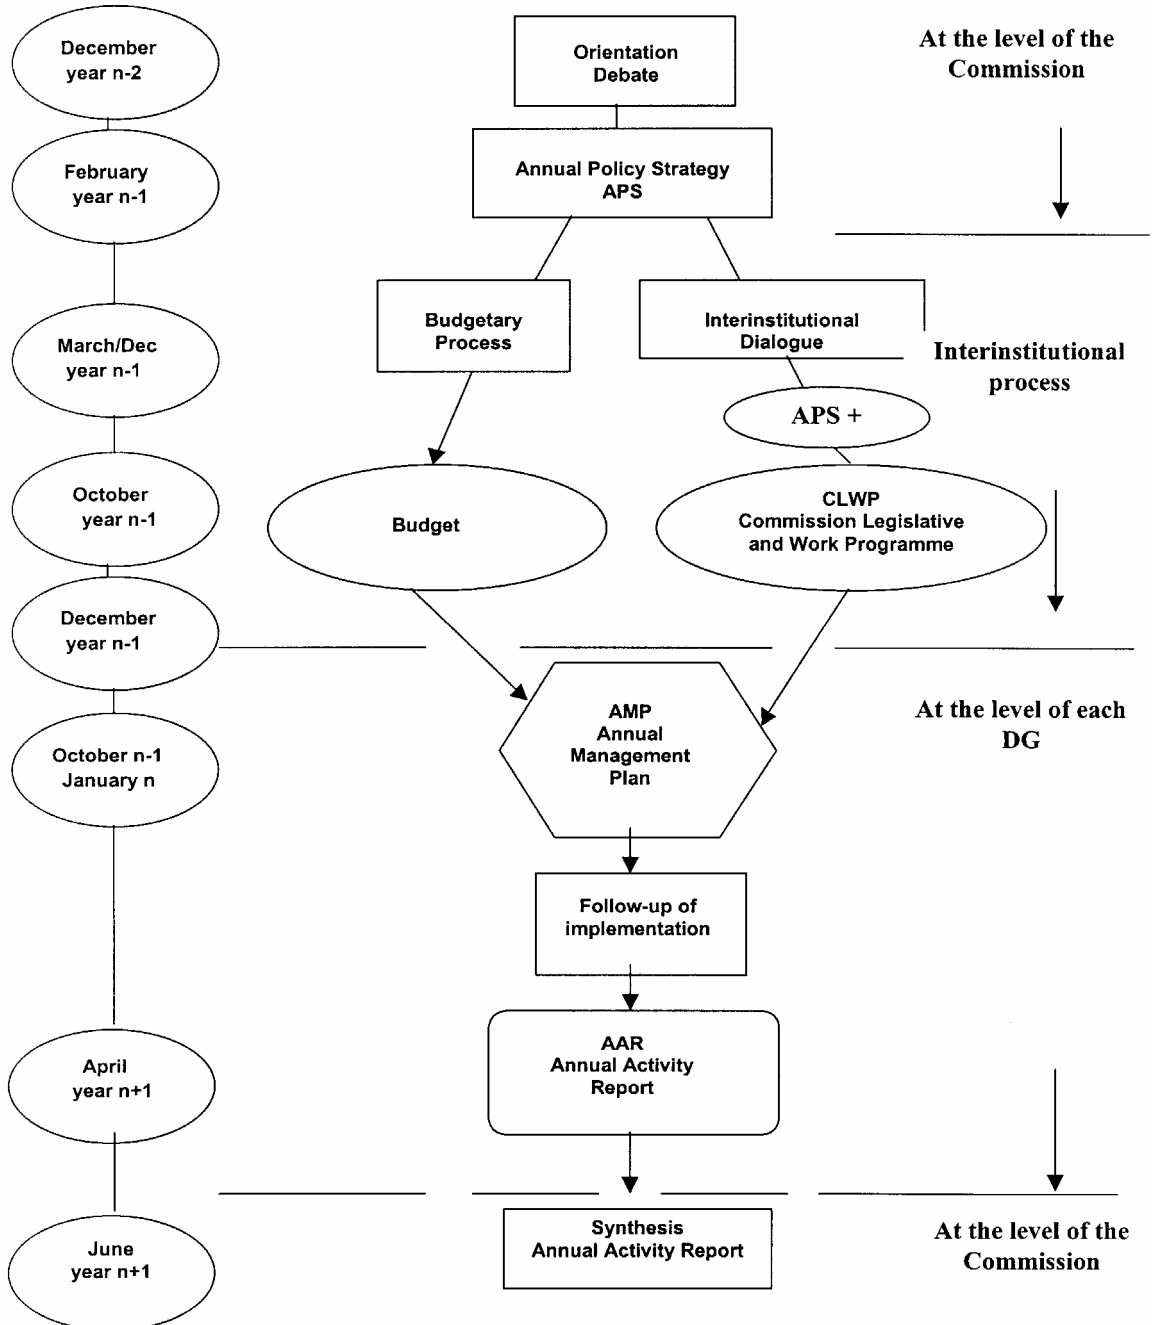 December
year n-2
Orientation
Debate
At the level of the
Commission
February
year n-1
Annual Policy Strategy
APS
March/Dec
year n-1
Budgetary
Process
Interinstitutional
Dialogue
Interinstitutional
process
APS +
October
year n-1
Budget
CLWP
Commission Legislative
and Work Programme
December
year n-1
October n-1
January n
AMP
Annual
Management
Plan
At the level of each
DG
Follow-up of
implementation
April
year n+1
AAR
Annual Activity
Report
June
year n+1
Synthesis
Annual Activity Report
At the level of the
Commission